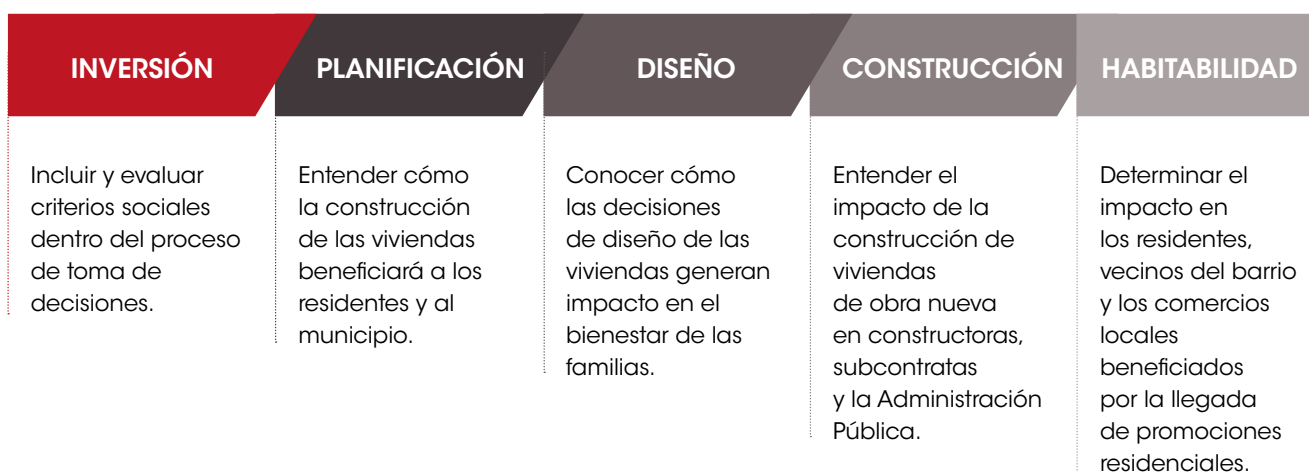 INVERSIÓN
Incluir y evaluar
criterios sociales
dentro del proceso
de toma de
decisiones.
PLANIFICACIÓN
Entender cómo
la construcción
de las viviendas
beneficiará a los
residentes y al
municipio.
DISEÑO
Conocer cómo
las decisiones
de diseño de las
viviendas generan
impacto en el
bienestar de las
familias.
CONSTRUCCIÓN
Entender el
impacto de la
construcción de
viviendas
de obra nueva
en constructoras,
subcontratas
y la Administración
Pública.
HABITABILIDAD
Determinar el
impacto en
los residentes,
vecinos del barrio
y los comercios
locales
beneficiados
por la llegada
de promociones
residenciales.